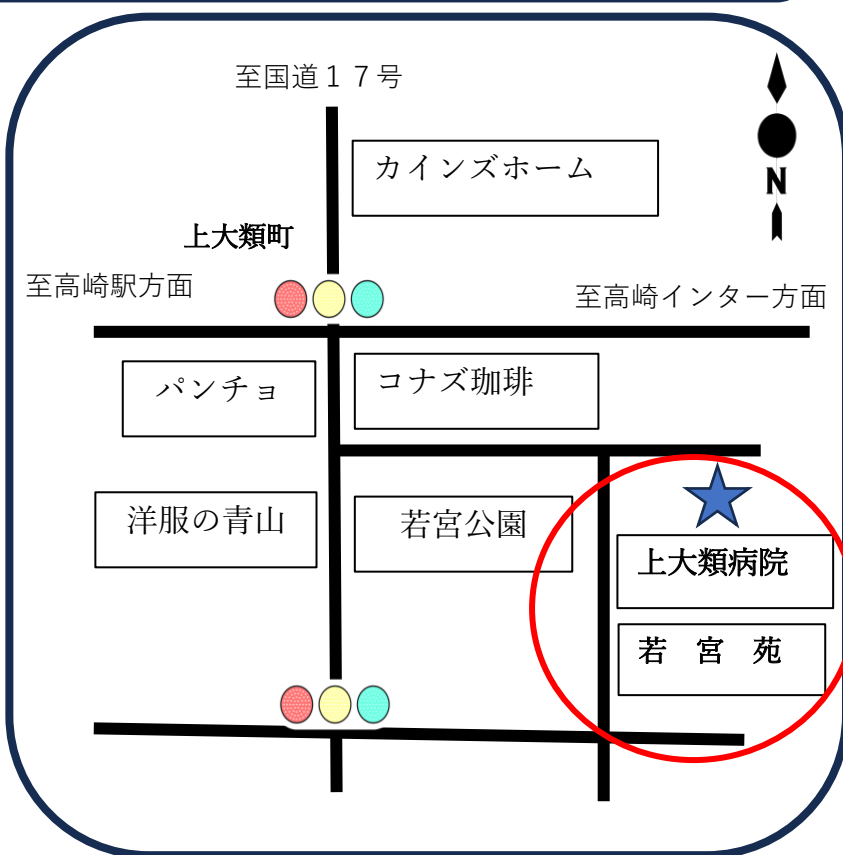 至国道１７号
カインズホーム
N
上大類町
至高崎駅方面
至高崎インター方面
パンチョ
コナズ珈琲
洋服の青山
若宮公園
上大類病院
若　宮　苑